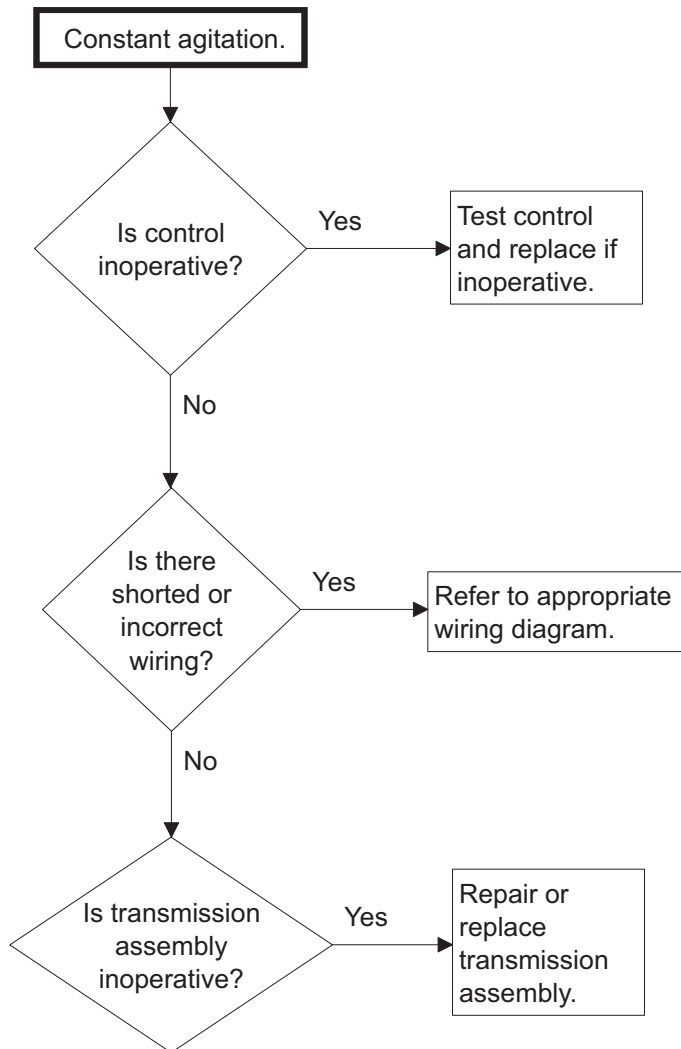 Constant agitation.
Is control
inoperative?
Yes
Test control
and replace if
inoperative.
No
Is there
shorted or
incorrect
wiring?
Yes
Refer to appropriate
wiring diagram.
No
Is transmission
assembly
inoperative?
Yes
Repair or
replace
transmission
assembly.